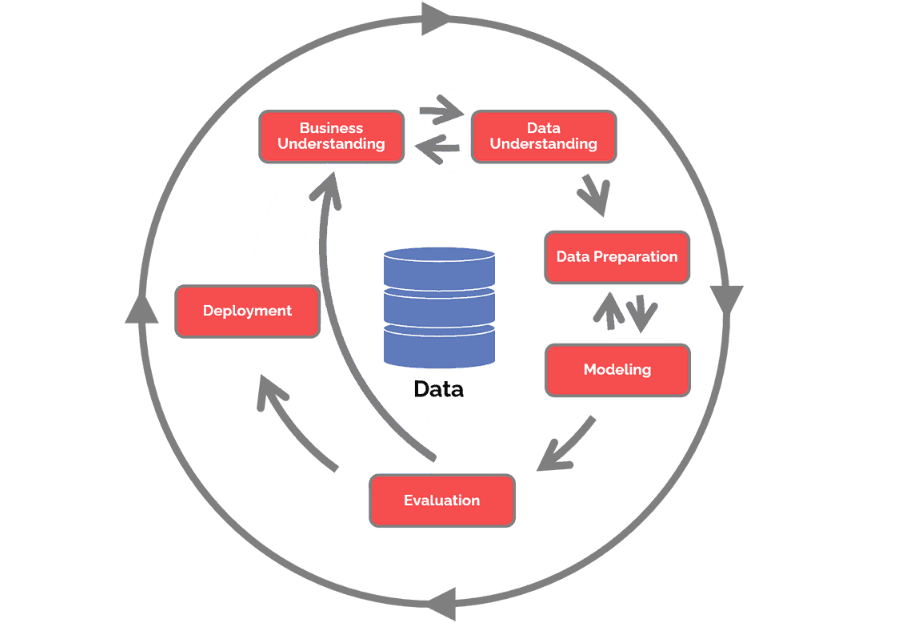 Business
Understanding
Data
Understanding
Data Preparation
Modeling
Evaluation
Deployment
Data